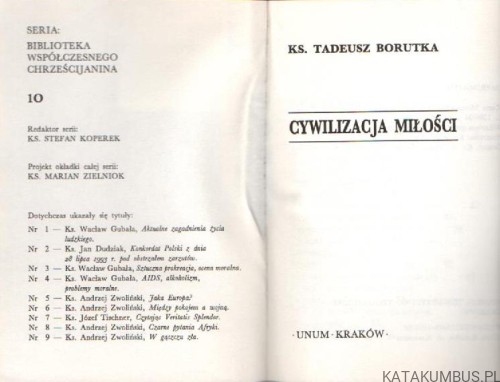 SERIA:
BIBLIOTEKA
WSPÓŁCZESNEGO
CHRZEŚCIJANINA
10
Redaktor serii:
KS. STEFAN KOPEREK
Projekt okładki całej serii:
KS. MARIAN ZIELNIOK
Dotychczas ukazały się tytuły:
Nr 1 — Ks. Wacław Gubała, Aktualne zagadnienia życia
ludzkiego.
Nr 2 — Ks. Jan Dudziak, Konkordat Polski z dnia
28 lipca 1993 r. pod obstrzałem zarzutów.
Nr 3 — Ks. Wacław Gubała, Sztuczna prokreacja, ocena moralna.
Nr 4 — Ks. Wacław Gubała, AIDS, alkoholizm,
problemy moralne.
Nr 5 — Ks. Andrzej Zwoliński, Jaka Europa?
Nr 6 — Ks. Andrzej Zwoliński, Między pokojem a wojną.
Nr 7 — Ks. Józef Tischner, Czytając Veritatis Splendor.
Nr 8 — Ks. Andrzej Zwoliński, Czarne pytania Afryki.
Nr 9 — Ks. Andrzej Zwoliński, W gąszczu zła.
KS. TADEUSZ BORUTKA
CYWILIZACJA MIŁOŚCI
·UNUM·KRAKÓW·
KATAKUMBUS.PL